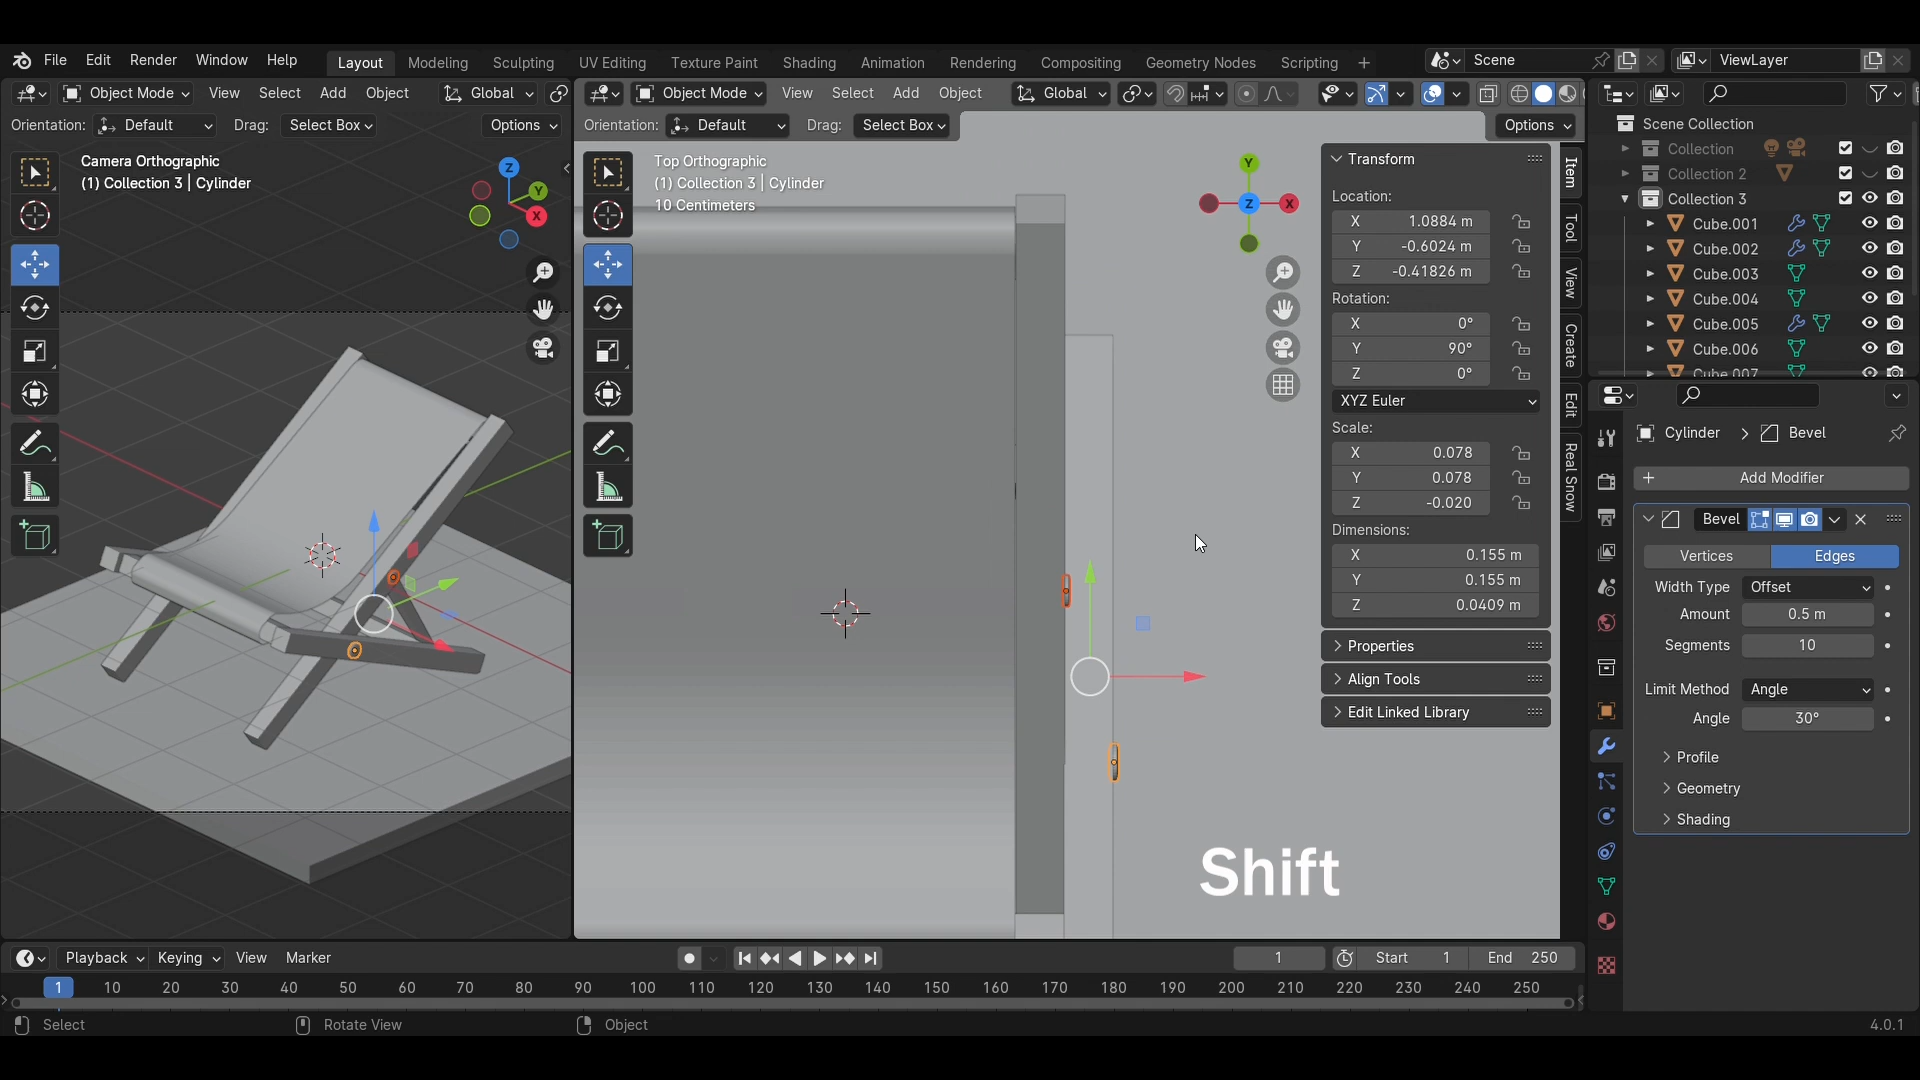 File Edit Render Window Help Layout Modeling Sculpting UV Editing Texture Paint Shading Animation Rendering Compositing Geometry Nodes Scripting + Scene ViewLayer
Object Mode View Select Add Object Global
Orientation: Default Drag: Select Box Options
Camera Orthographic
(1) Collection 3 | Cylinder
Z
Y
X
Object Mode View Select Add Object Global
Orientation: Default Drag: Select Box Options
Top Orthographic
(1) Collection 3 | Cylinder
10 Centimeters
Y
Z
X
Transform
Location:
X 1.0884 m
Y -0.6024 m
Z -0.41826 m
Rotation:
X 0°
Y 90°
Z 0°
XYZ Euler
Scale:
X 0.078
Y 0.078
Z -0.020
Dimensions:
X 0.155 m
Y 0.155 m
Z 0.0409 m
Properties
Align Tools
Edit Linked Library
Item
Tool
View
Create
Edit
Real Snow
Shift
Scene Collection
Collection
Collection 2
Collection 3
Cube.001
Cube.002
Cube.003
Cube.004
Cube.005
Cube.006
Cube.007
Cylinder > Bevel
+ Add Modifier
Bevel
Vertices Edges
Width Type Offset
Amount 0.5 m
Segments 10
Limit Method Angle
Angle 30°
Profile
Geometry
Shading
Playback Keying View Marker 1 Start 1 End 250
1 10 20 30 40 50 60 70 80 90 100 110 120 130 140 150 160 170 180 190 200 210 220 230 240 250
Select Rotate View Object 4.0.1